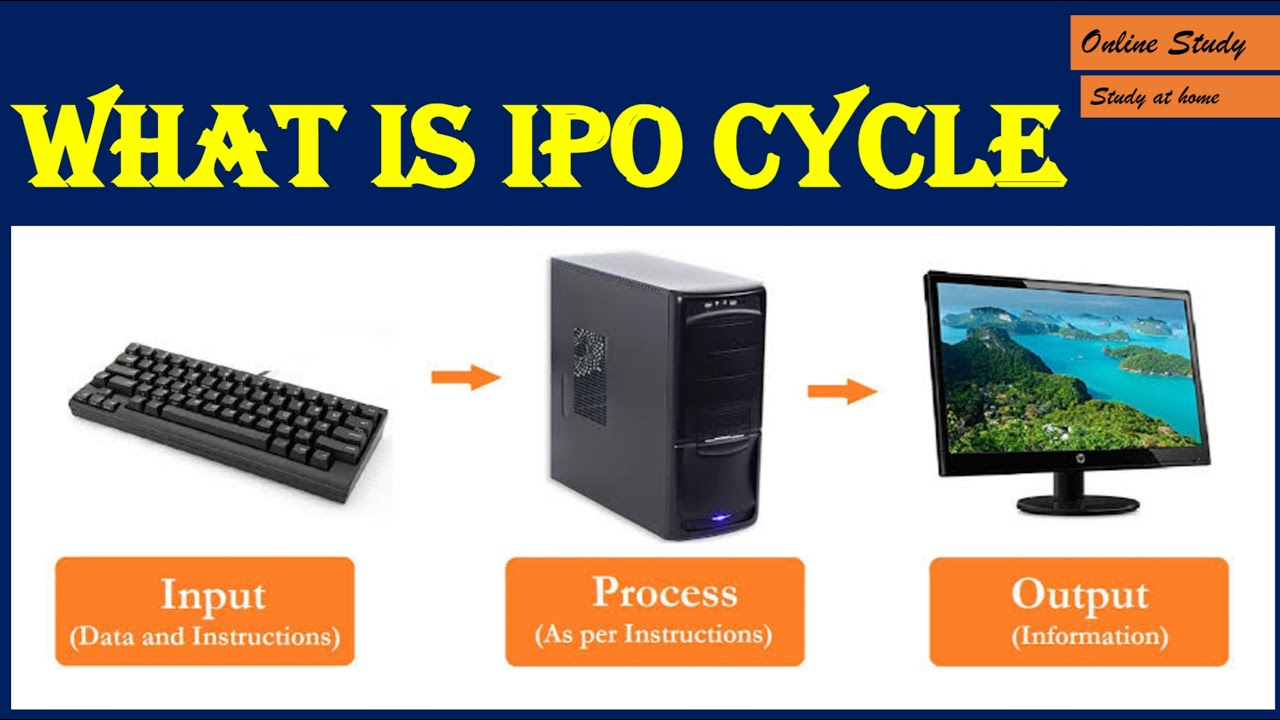 Online Study
Study at home
WHAT IS IPO CYCLE
Input
(Data and Instructions)
Process
(As per Instructions)
Output
(Information)
hp